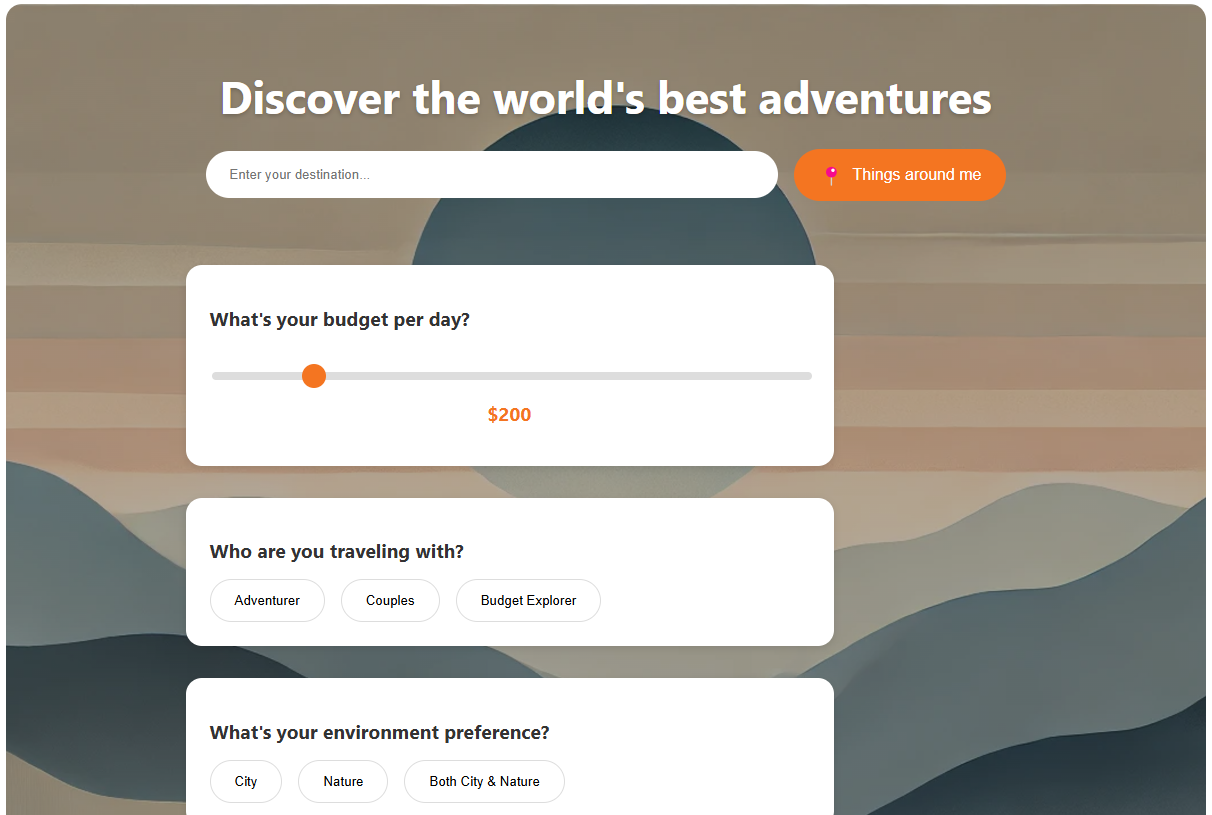 Discover the world's best adventures
Enter your destination...
Things around me
What's your budget per day?
$200
Who are you traveling with?
Adventurer
Couples
Budget Explorer
What's your environment preference?
City
Nature
Both City & Nature